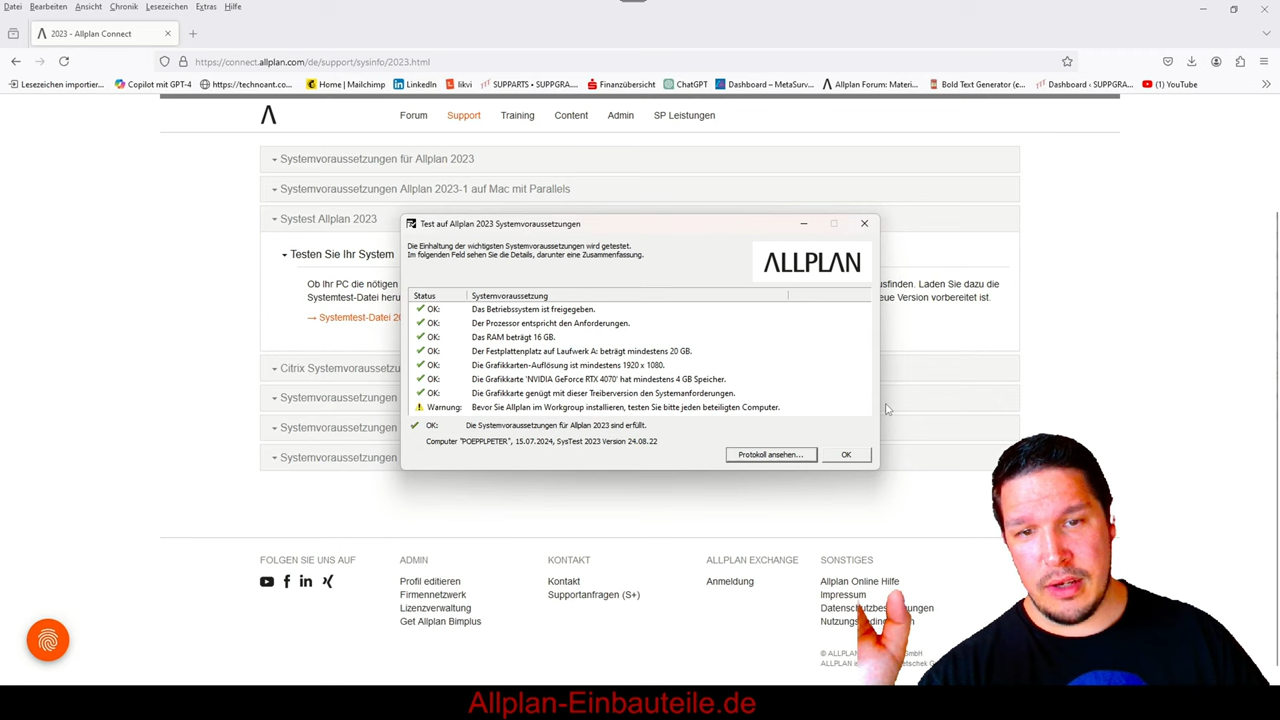 Datei Bearbeiten Ansicht Chronik Lesezeichen Extras Hilfe
2023 - Allplan Connect
https://connect.allplan.com/de/support/sysinfo/2023.html
Lesezeichen importier... Copilot mit GPT-4 https://technoant.co... Home | Mailchimp LinkedIn likvi SUPPARTS • SUPPGRA... Finanzübersicht ChatGPT Dashboard – MetaSurv... Allplan Forum: Materi... Bold Text Generator (e... Dashboard ‹ SUPPGRA... (1) YouTube
Forum Support Training Content Admin SP Leistungen
Systemvoraussetzungen für Allplan 2023
Systemvoraussetzungen Allplan 2023-1 auf Mac mit Parallels
Systest Allplan 2023
Testen Sie Ihr System
Ob Ihr PC die nötigen
usfinden. Laden Sie dazu die
Systemtest-Datei heru
eue Version vorbereitet ist.
→ Systemtest-Datei 20
Citrix Systemvorausse
Systemvoraussetzungen
Systemvoraussetzungen
Systemvoraussetzungen
Test auf Allplan 2023 Systemvoraussetzungen
Die Einhaltung der wichtigsten Systemvoraussetzungen wird getestet.
Im folgenden Feld sehen Sie die Details, darunter eine Zusammenfassung.
ALLPLAN
Status Systemvoraussetzung
OK: Das Betriebssystem ist freigegeben.
OK: Der Prozessor entspricht den Anforderungen.
OK: Das RAM beträgt 16 GB.
OK: Der Festplattenplatz auf Laufwerk A: beträgt mindestens 20 GB.
OK: Die Grafikkarten-Auflösung ist mindestens 1920 x 1080.
OK: Die Grafikkarte 'NVIDIA GeForce RTX 4070' hat mindestens 4 GB Speicher.
OK: Die Grafikkarte genügt mit dieser Treiberversion den Systemanforderungen.
Warnung: Bevor Sie Allplan im Workgroup installieren, testen Sie bitte jeden beteiligten Computer.
OK: Die Systemvoraussetzungen für Allplan 2023 sind erfüllt.
Computer "POEPPLPETER", 15.07.2024, SysTest 2023 Version 24.08.22
Protokoll ansehen... OK
FOLGEN SIE UNS AUF ADMIN KONTAKT ALLPLAN EXCHANGE SONSTIGES
Profil editieren Kontakt Anmeldung Allplan Online Hilfe
Firmennetzwerk Supportanfragen (S+) Impressum
Lizenzverwaltung
Get Allplan Bimplus
© ALLPLAN
ALLPLAN
Allplan-Einbauteile.de